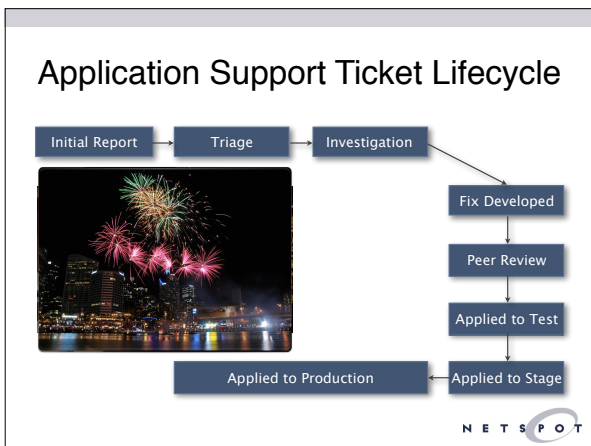 Application Support Ticket Lifecycle
Initial Report
Triage
Investigation
Fix Developed
Peer Review
Applied to Test
Applied to Stage
Applied to Production
NETSPOT